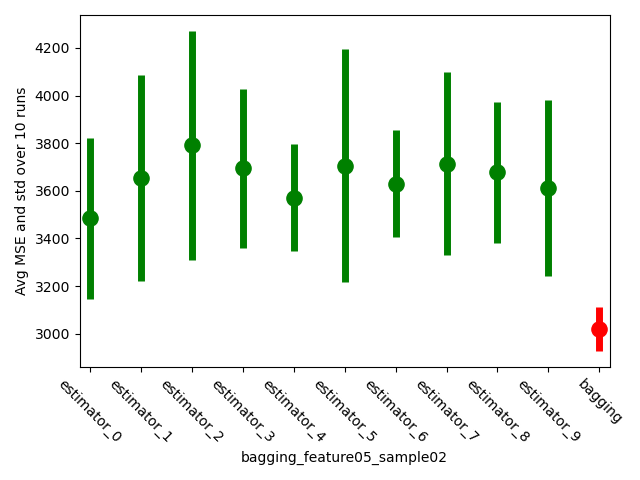 4200
4000
3800
3600
3400
3200
3000
Avg MSE and std over 10 runs
estimator_0
estimator_1
estimator_2
estimator_3
estimator_4
estimator_5
estimator_6
estimator_7
estimator_8
estimator_9
bagging
bagging_feature05_sample02